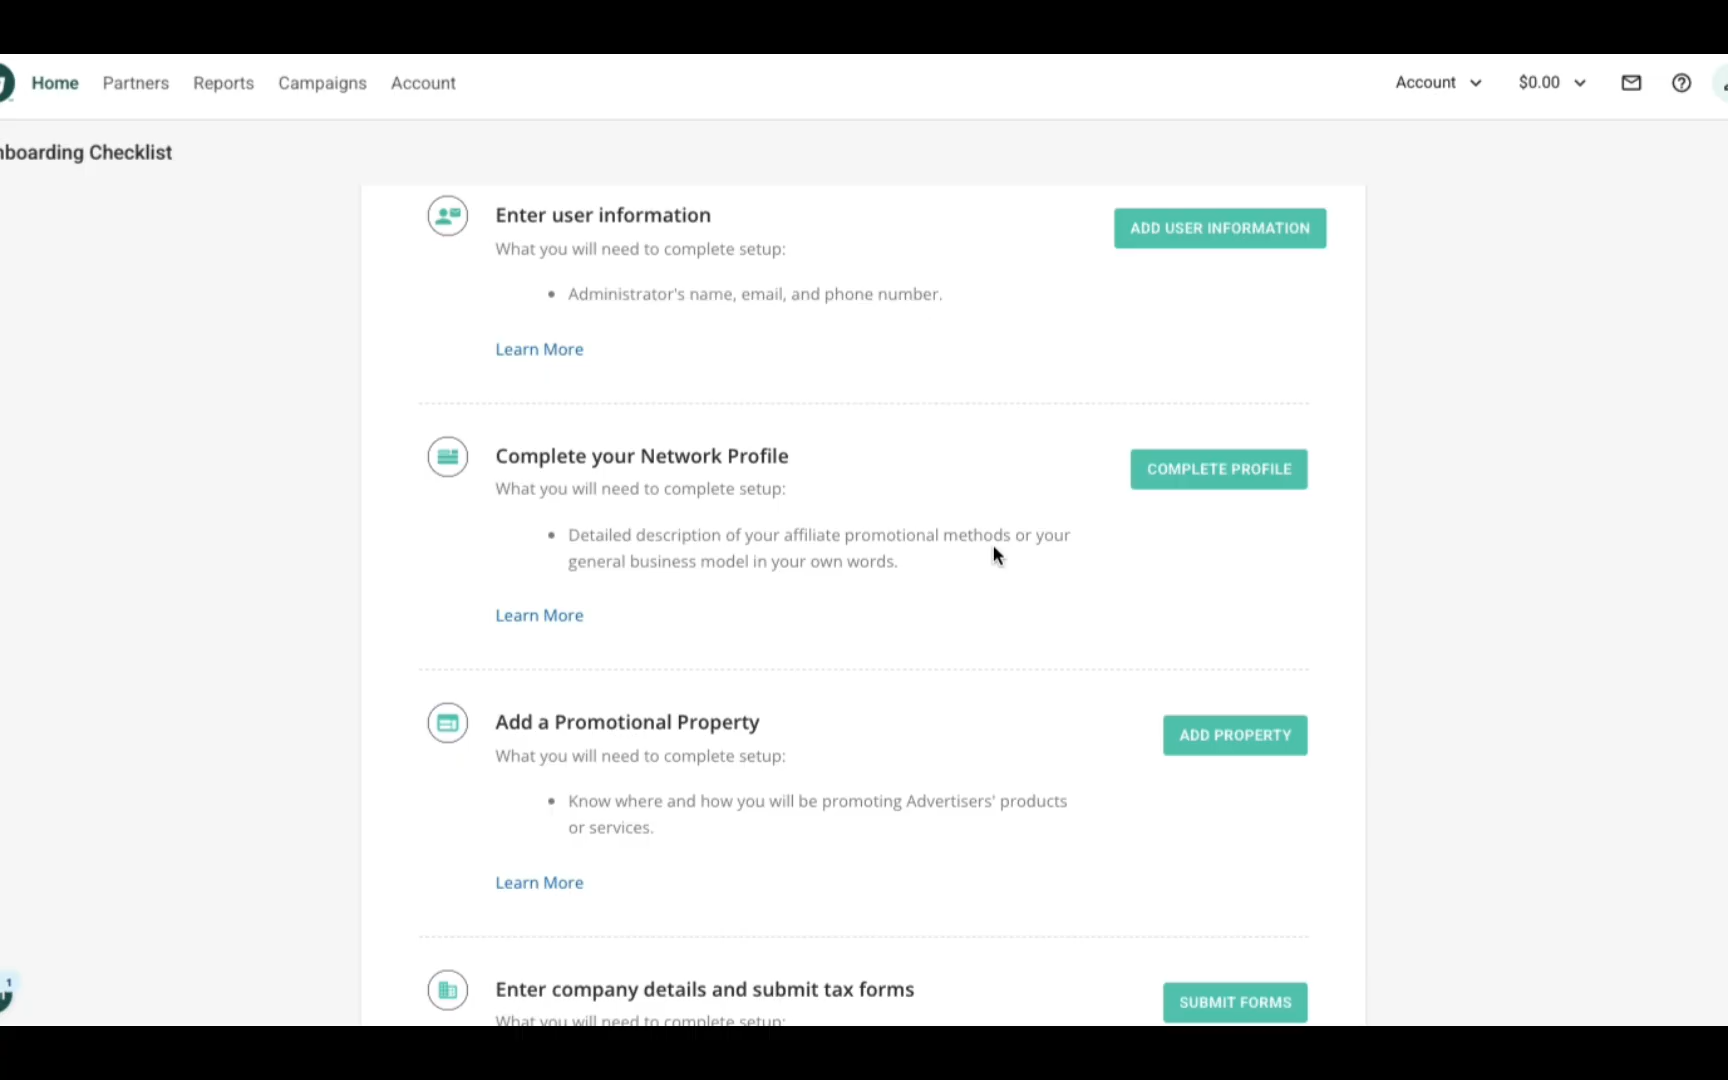 Home Partners Reports Campaigns Account Account $0.00
nboarding Checklist
Enter user information
ADD USER INFORMATION
What you will need to complete setup:
• Administrator's name, email, and phone number.
Learn More
Complete your Network Profile
COMPLETE PROFILE
What you will need to complete setup:
• Detailed description of your affiliate promotional methods or your
general business model in your own words.
Learn More
Add a Promotional Property
ADD PROPERTY
What you will need to complete setup:
• Know where and how you will be promoting Advertisers' products
or services.
Learn More
1
Enter company details and submit tax forms
SUBMIT FORMS
What you will need to complete setup: